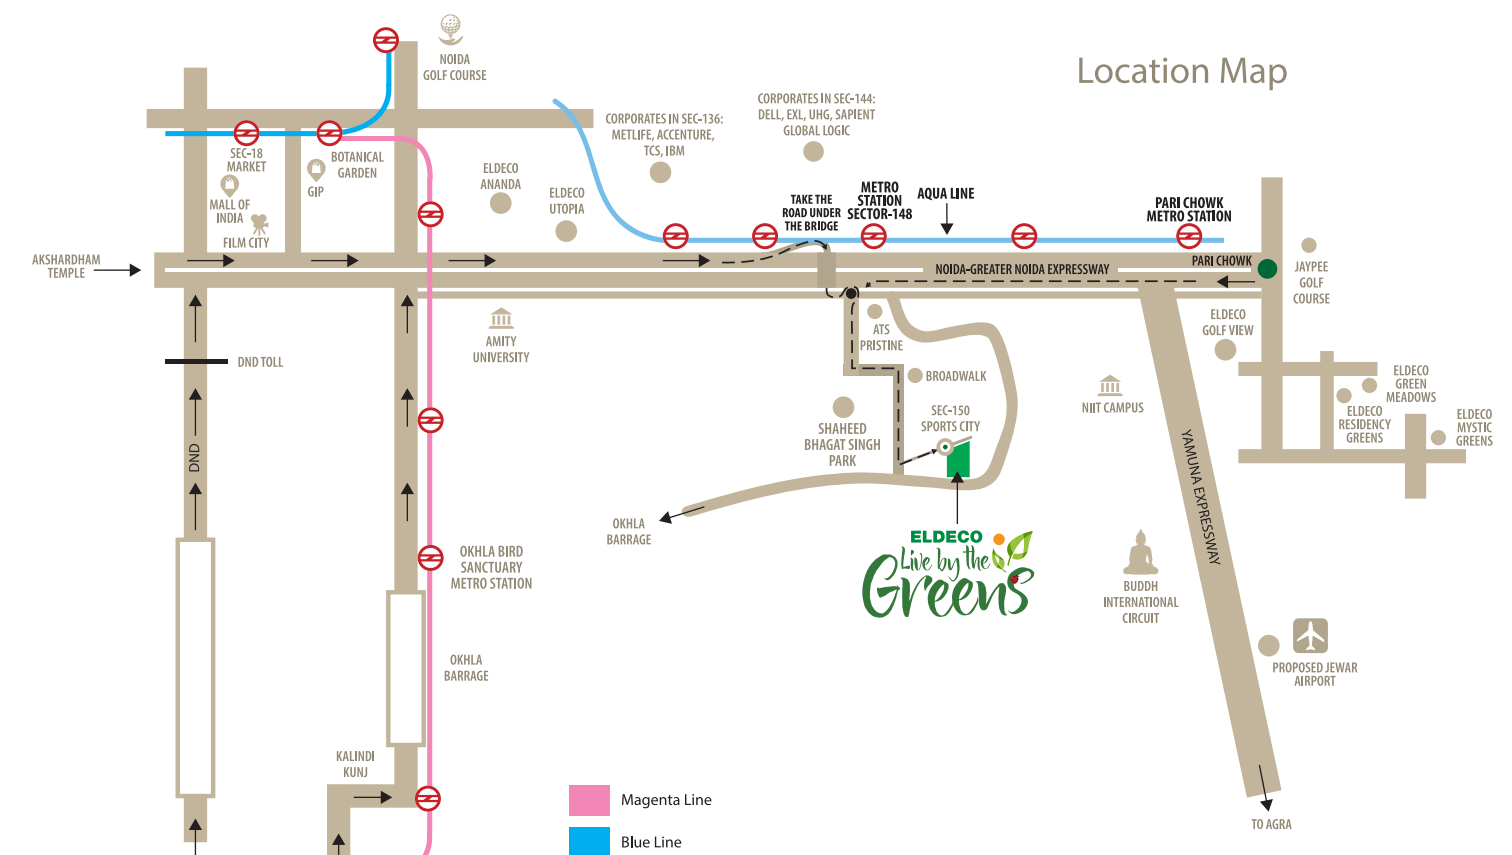 Location Map
NOIDA
GOLF COURSE
CORPORATES IN SEC-136:
METLIFE, ACCENTURE,
TCS, IBM
CORPORATES IN SEC-144:
DELL, EXL, UHG, SAPIENT
GLOBAL LOGIC
SEC-18
MARKET
BOTANICAL
GARDEN
GIP
MALL OF
INDIA
FILM CITY
ELDECO
ANANDA
ELDECO
UTOPIA
TAKE THE
ROAD UNDER
THE BRIDGE
METRO
STATION
SECTOR-148
AQUA LINE
PARI CHOWK
METRO STATION
AKSHARDHAM
TEMPLE
NOIDA-GREATER NOIDA EXPRESSWAY
PARI CHOWK
JAYPEE
GOLF
COURSE
AMITY
UNIVERSITY
ATS
PRISTINE
ELDECO
GOLF VIEW
DND TOLL
BROADWALK
NIIT CAMPUS
ELDECO
GREEN
MEADOWS
ELDECO
RESIDENCY
GREENS
ELDECO
MYSTIC
GREENS
SHAHEED
BHAGAT SINGH
PARK
SEC-150
SPORTS CITY
DND
YAMUNA EXPRESSWAY
OKHLA
BARRAGE
ELDECO
Live by the
Greens
OKHLA BIRD
SANCTUARY
METRO STATION
BUDDH
INTERNATIONAL
CIRCUIT
OKHLA
BARRAGE
PROPOSED JEWAR
AIRPORT
KALINDI
KUNJ
Magenta Line
Blue Line
TO AGRA